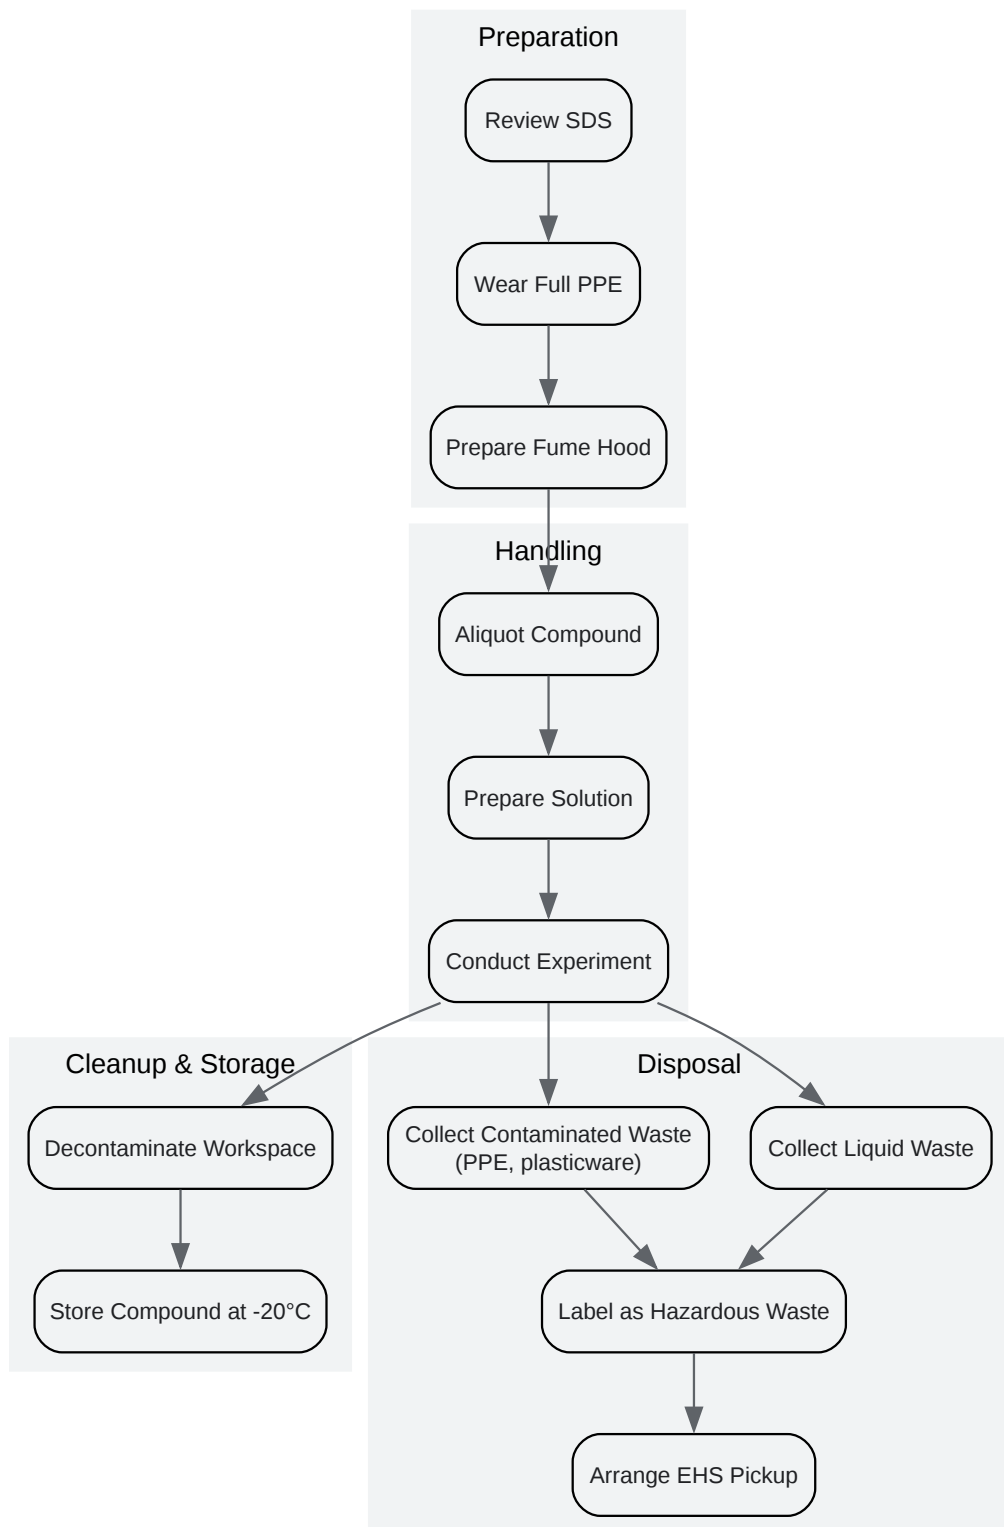 Preparation
Review SDS
Wear Full PPE
Prepare Fume Hood
Handling
Aliquot Compound
Prepare Solution
Conduct Experiment
Cleanup & Storage
Decontaminate Workspace
Store Compound at -20°C
Disposal
Collect Contaminated Waste
(PPE, plasticware)
Collect Liquid Waste
Label as Hazardous Waste
Arrange EHS Pickup